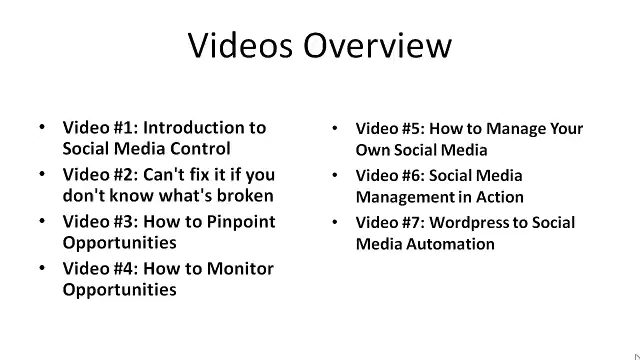 Videos Overview
• Video #1: Introduction to
Social Media Control
• Video #2: Can't fix it if you
don't know what's broken
• Video #3: How to Pinpoint
Opportunities
• Video #4: How to Monitor
Opportunities
• Video #5: How to Manage Your
Own Social Media
• Video #6: Social Media
Management in Action
• Video #7: Wordpress to Social
Media Automation